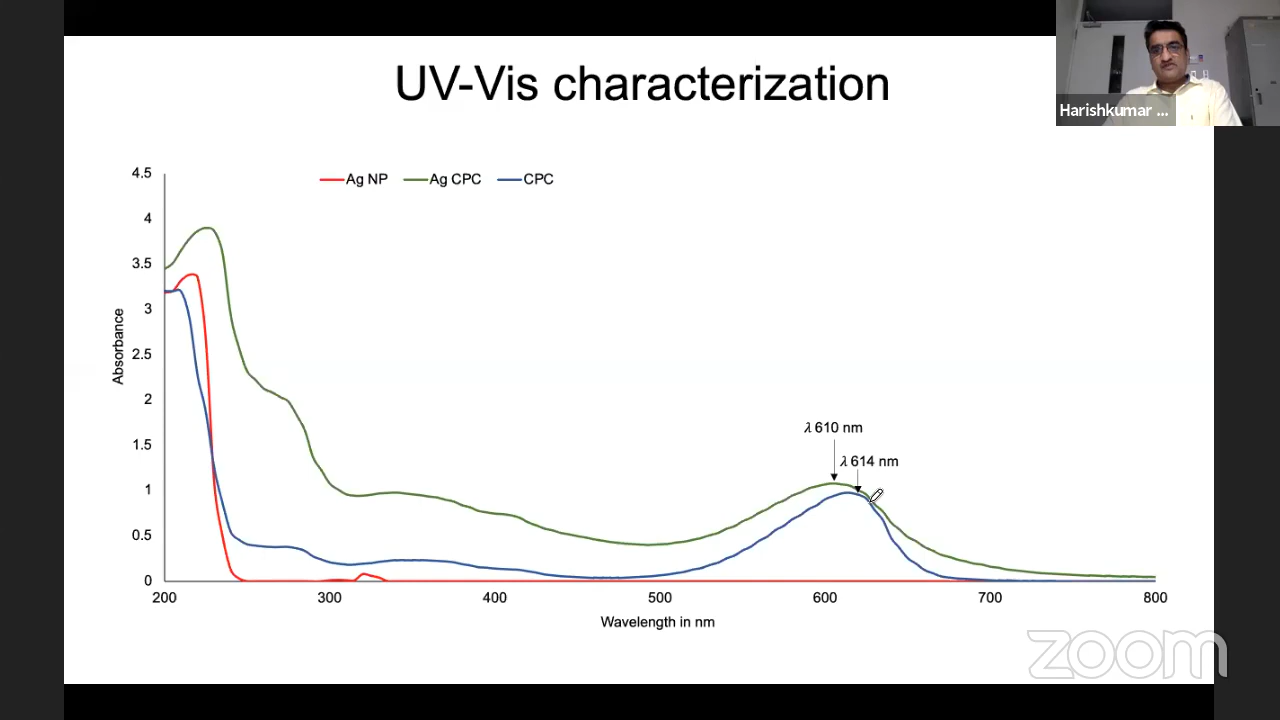 UV-Vis characterization
Harishkumar ...
Ag NP Ag CPC CPC
4.5
4
3.5
3
2.5
2
1.5
1
0.5
0
Absorbance
λ 610 nm
λ 614 nm
200 300 400 500 600 700 800
Wavelength in nm
zoom